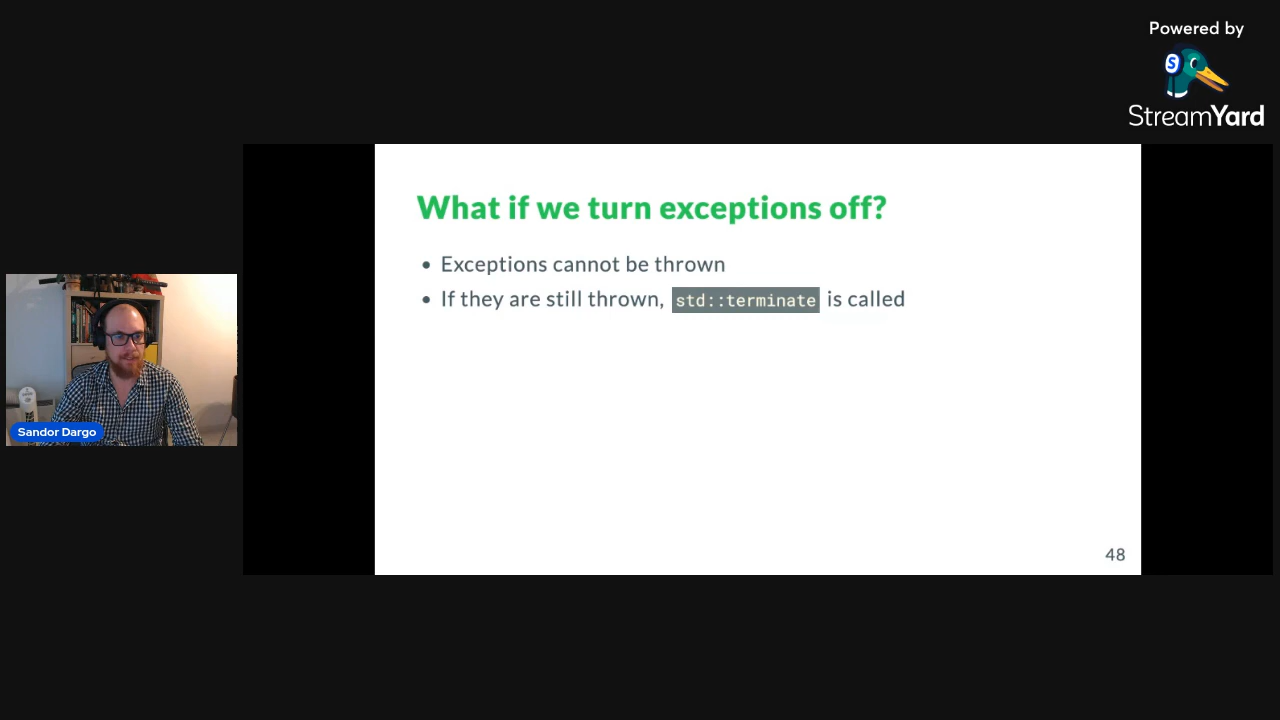 Powered by
S
StreamYard
What if we turn exceptions off?
• Exceptions cannot be thrown
• If they are still thrown, std::terminate is called
Sandor Dargo
48